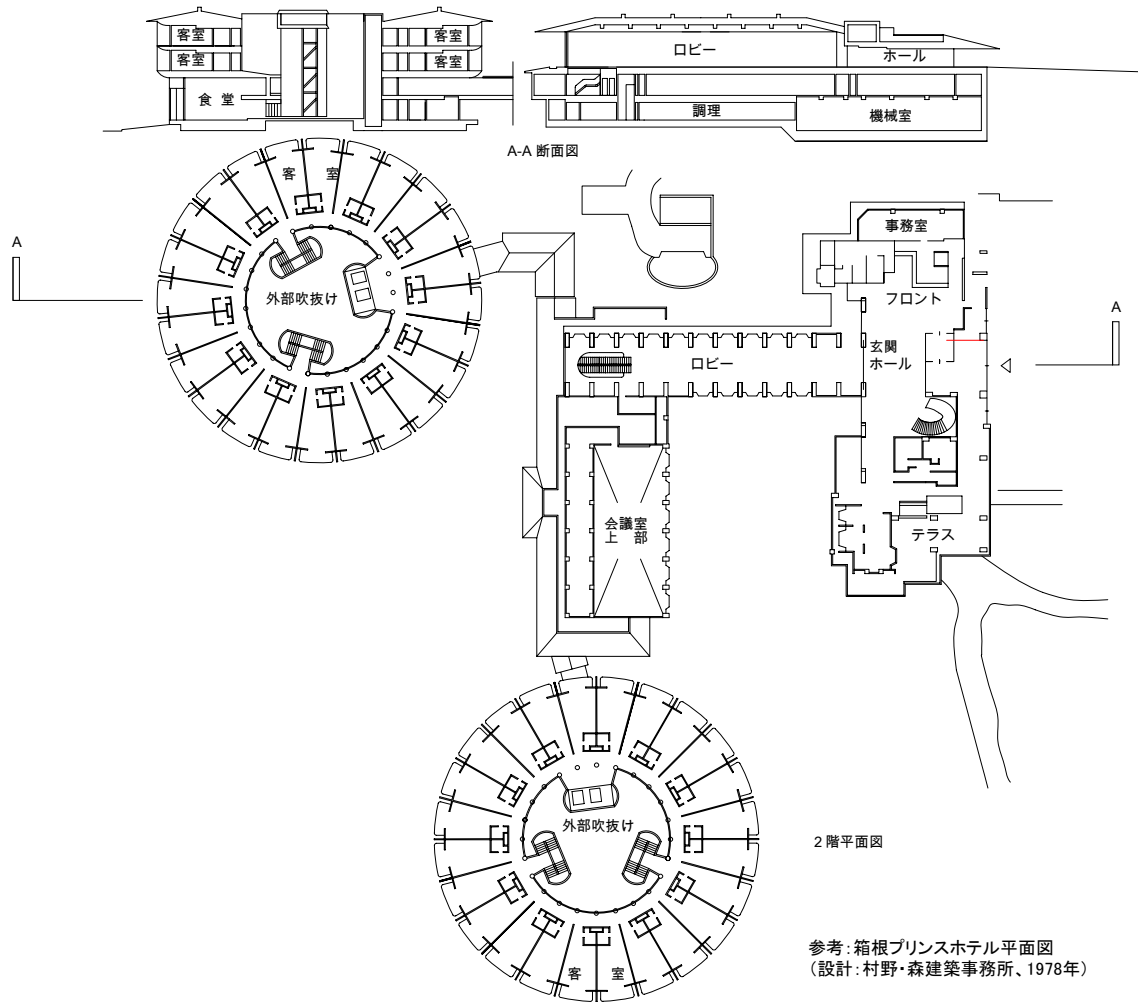 客室
客室
客室
客室
食 堂
ロビー
ホール
調理
機械室
A-A 断面図
客 室
外部吹抜け
A
事務室
フロント
玄関
ホール
ロビー
A
会議室
上 部
テラス
外部吹抜け
客 室
2 階平面図
参考:箱根プリンスホテル平面図
(設計:村野・森建築事務所、1978年)